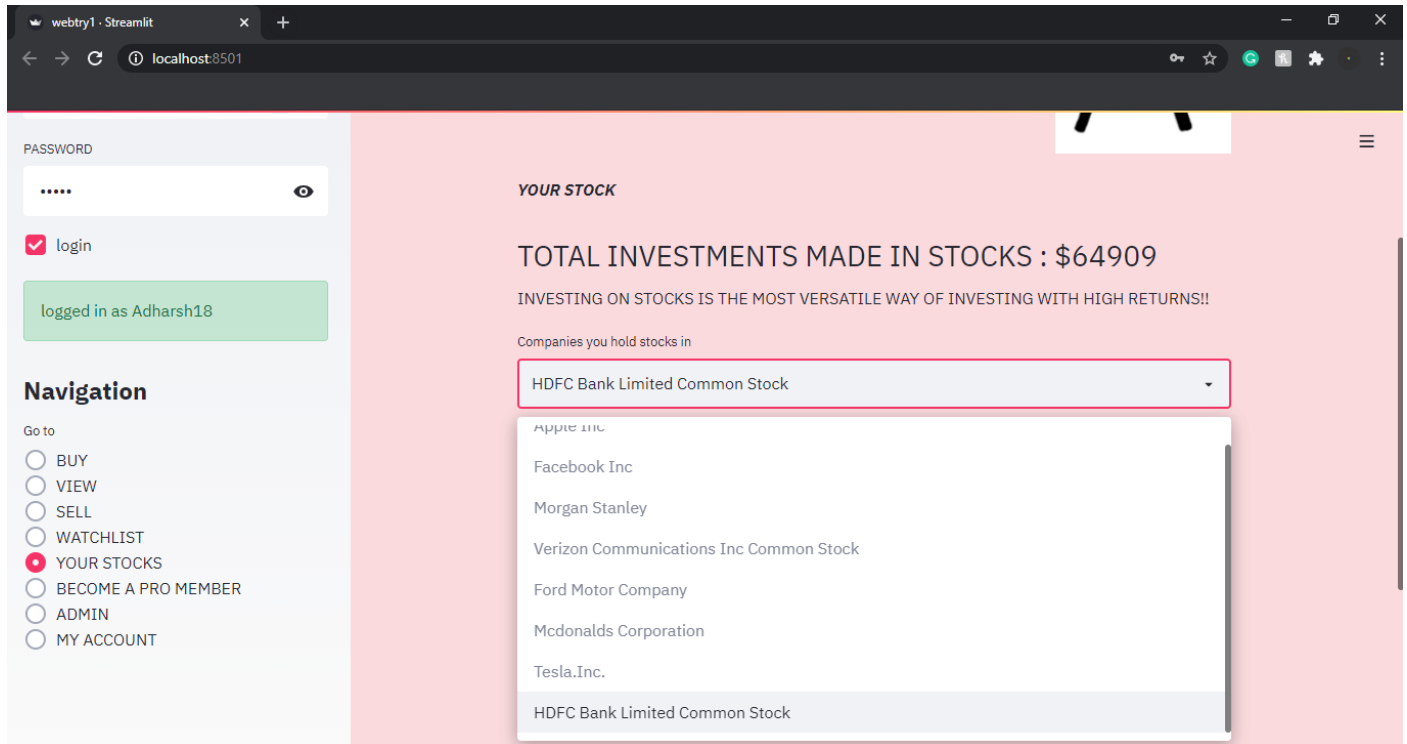 webtry1 · Streamlit
localhost:8501
PASSWORD
•••••
login
logged in as Adharsh18
Navigation
Go to
BUY
VIEW
SELL
WATCHLIST
YOUR STOCKS
BECOME A PRO MEMBER
ADMIN
MY ACCOUNT
YOUR STOCK
TOTAL INVESTMENTS MADE IN STOCKS : $64909
INVESTING ON STOCKS IS THE MOST VERSATILE WAY OF INVESTING WITH HIGH RETURNS!!
Companies you hold stocks in
HDFC Bank Limited Common Stock
Apple Inc
Facebook Inc
Morgan Stanley
Verizon Communications Inc Common Stock
Ford Motor Company
Mcdonalds Corporation
Tesla.Inc.
HDFC Bank Limited Common Stock